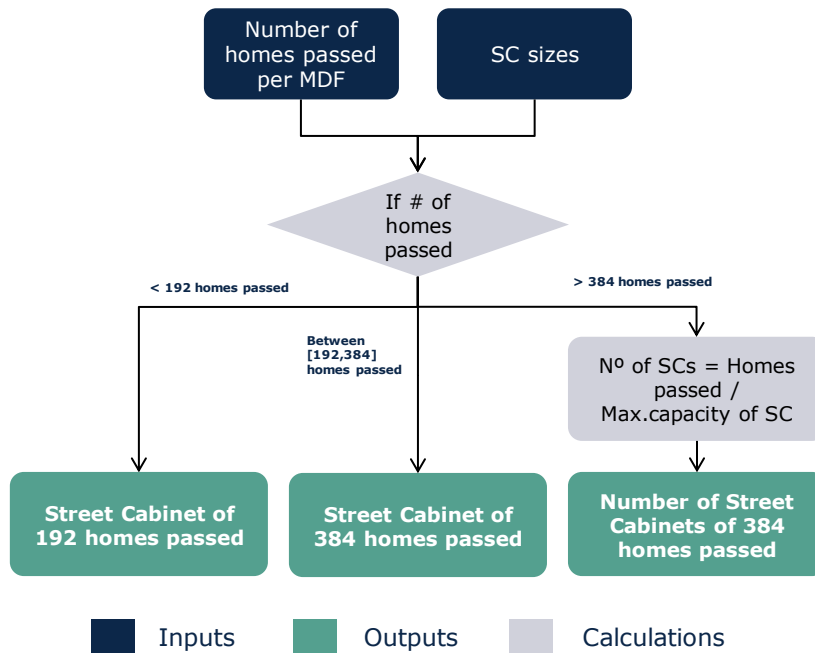 Number of
homes passed
per MDF
SC sizes
If # of
homes
passed
< 192 homes passed
> 384 homes passed
Between
[192,384]
homes passed
Nº of SCs = Homes
passed /
Max.capacity of SC
Street Cabinet of
192 homes passed
Street Cabinet of
384 homes passed
Number of Street
Cabinets of 384
homes passed
Inputs
Outputs
Calculations